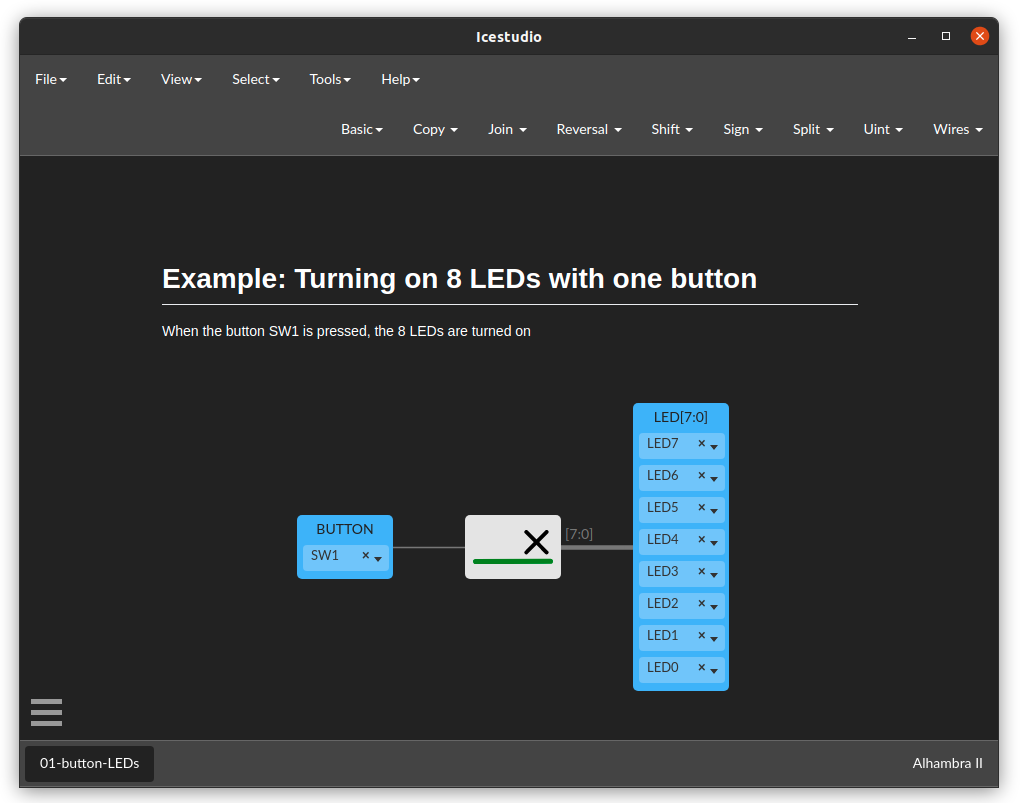 Icestudio
File Edit View Select Tools Help
Basic Copy Join Reversal Shift Sign Split Uint Wires
Example: Turning on 8 LEDs with one button
When the button SW1 is pressed, the 8 LEDs are turned on
BUTTON
SW1
[7:0]
LED[7:0]
LED7
LED6
LED5
LED4
LED3
LED2
LED1
LED0
01-button-LEDs
Alhambra II